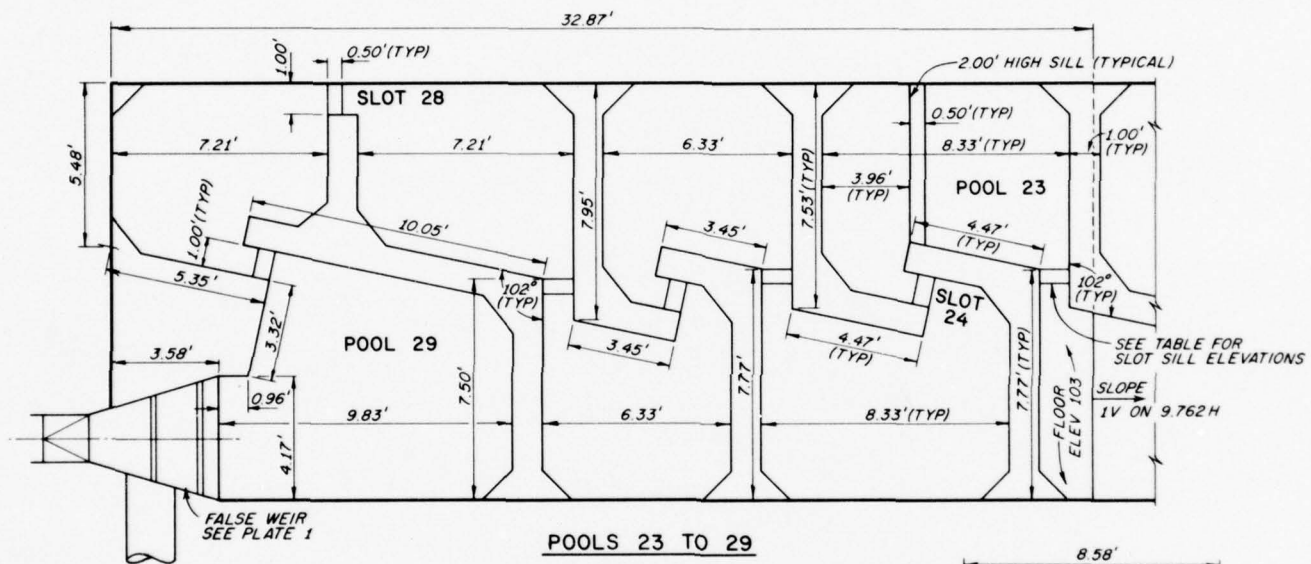 32.87'
1.00'
0.50'(TYP)
SLOT 28
2.00' HIGH SILL (TYPICAL)
0.50'(TYP)
5.48'
7.21'
7.21'
6.33'
8.33'(TYP)
1.00'
(TYP)
7.95'
7.53'(TYP)
3.96'
(TYP)
POOL 23
1.00'(TYP)
10.05'
3.45'
4.47'
(TYP)
5.35'
102°
(TYP)
102°
(TYP)
3.32'
POOL 29
SLOT
24
3.58'
7.50'
3.45'
7.77'
4.47'
(TYP)
7.77'(TYP)
SEE TABLE FOR
SLOT SILL ELEVATIONS
0.96'
9.83'
4.17'
6.33'
8.33'(TYP)
FLOOR
ELEV 103
SLOPE
1V ON 9.762 H
FALSE WEIR
SEE PLATE 1
POOLS 23 TO 29
8.58'